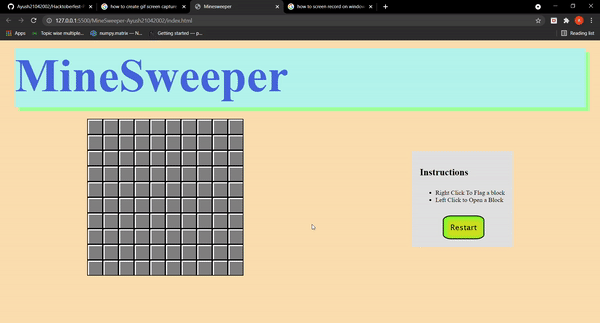 Ayush21042002/Hacktoberfest-P
how to create gif screen captur
Minesweeper
how to screen record on window
127.0.0.1:5500/MineSweeper-Ayush21042002/index.html
Apps
Topic wise multiple...
numpy.matrix — N...
Getting started — p...
Reading list
MineSweeper
Instructions
Right Click To Flag a block
Left Click to Open a Block
Restart